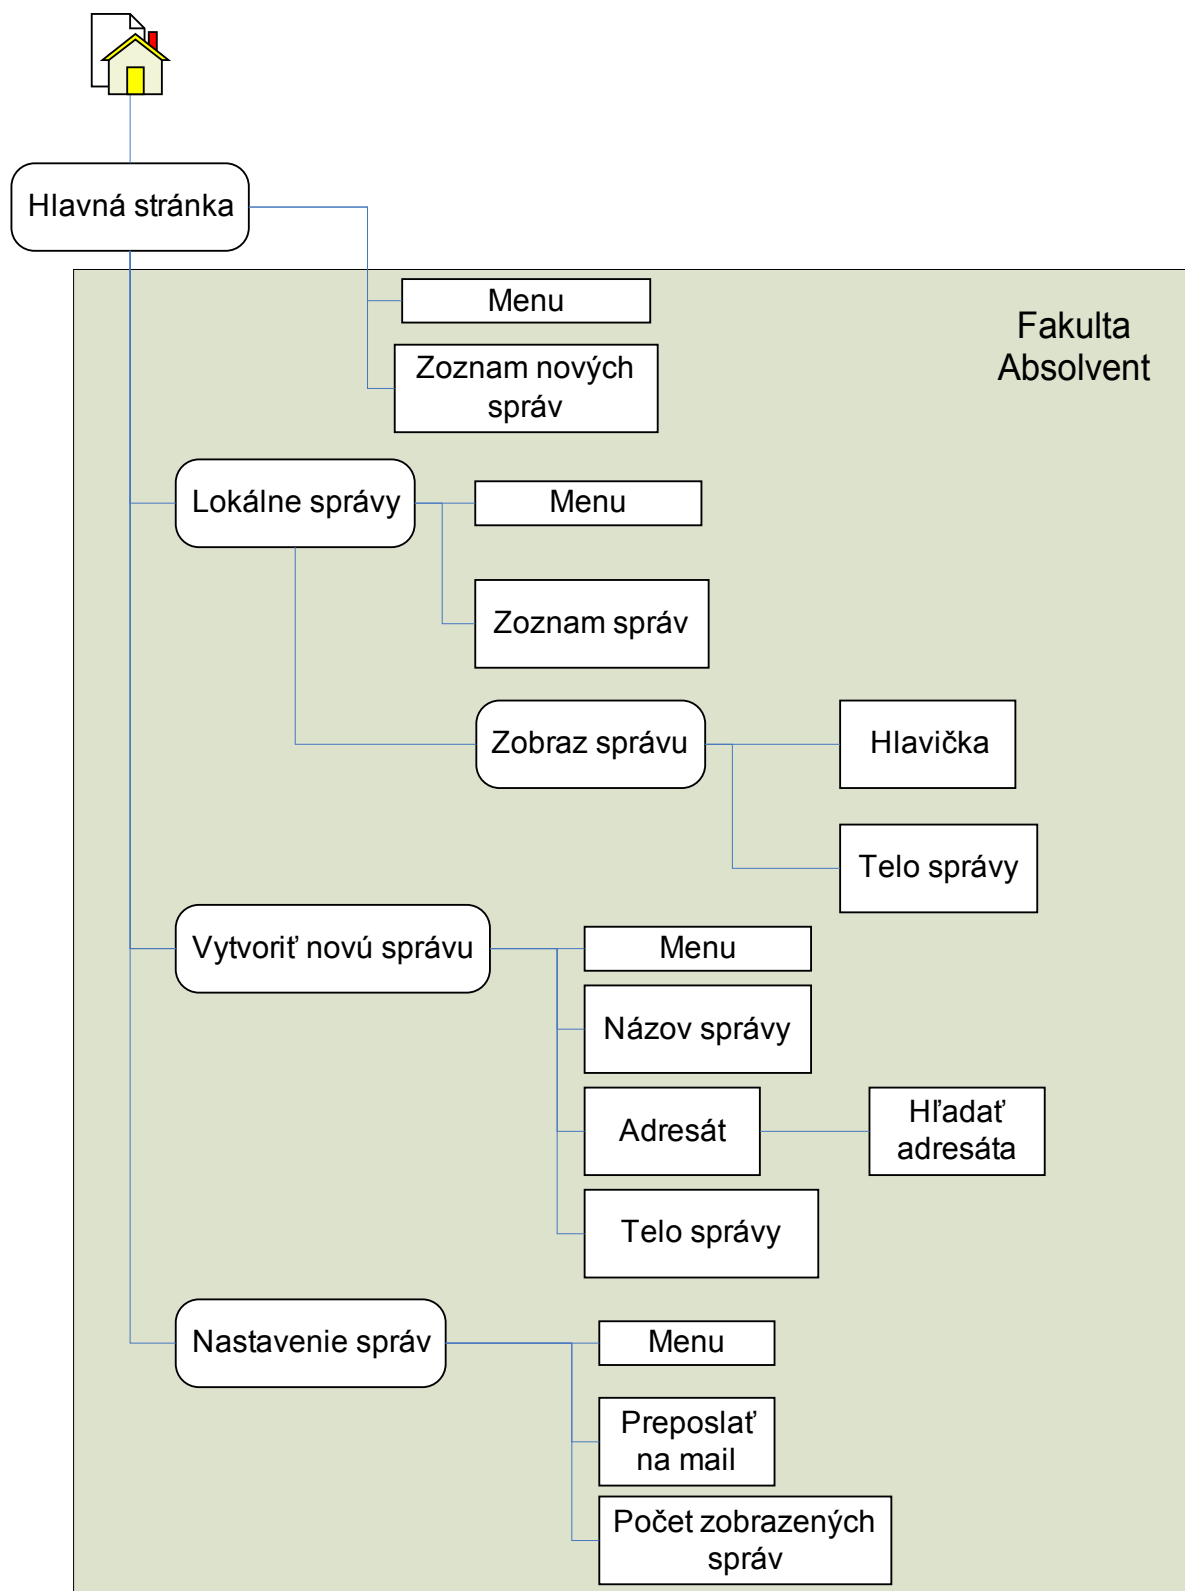 Hlavná stránka
Menu
Fakulta
Absolvent
Zoznam nových
správ
Lokálne správy
Menu
Zoznam správ
Zobraz správu
Hlavička
Telo správy
Vytvoriť novú správu
Menu
Názov správy
Adresát
Hľadať
adresáta
Telo správy
Nastavenie správ
Menu
Preposlať
na mail
Počet zobrazených
správ